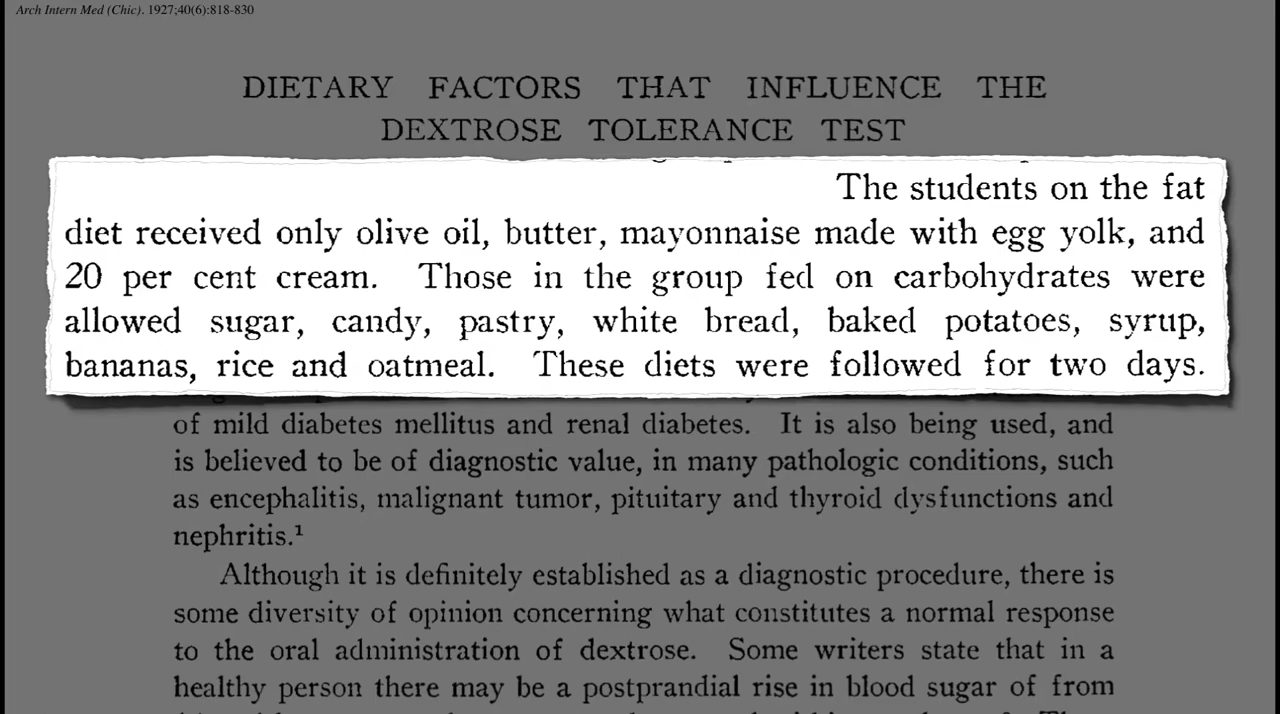 Arch Intern Med (Chic). 1927;40(6):818-830
DIETARY FACTORS THAT INFLUENCE THE
DEXTROSE TOLERANCE TEST
The students on the fat
diet received only olive oil, butter, mayonnaise made with egg yolk, and
20 per cent cream. Those in the group fed on carbohydrates were
allowed sugar, candy, pastry, white bread, baked potatoes, syrup,
bananas, rice and oatmeal. These diets were followed for two days.
of mild diabetes mellitus and renal diabetes. It is also being used, and
is believed to be of diagnostic value, in many pathologic conditions, such
as encephalitis, malignant tumor, pituitary and thyroid dysfunctions and
nephritis.¹
Although it is definitely established as a diagnostic procedure, there is
some diversity of opinion concerning what constitutes a normal response
to the oral administration of dextrose. Some writers state that in a
healthy person there may be a postprandial rise in blood sugar of from